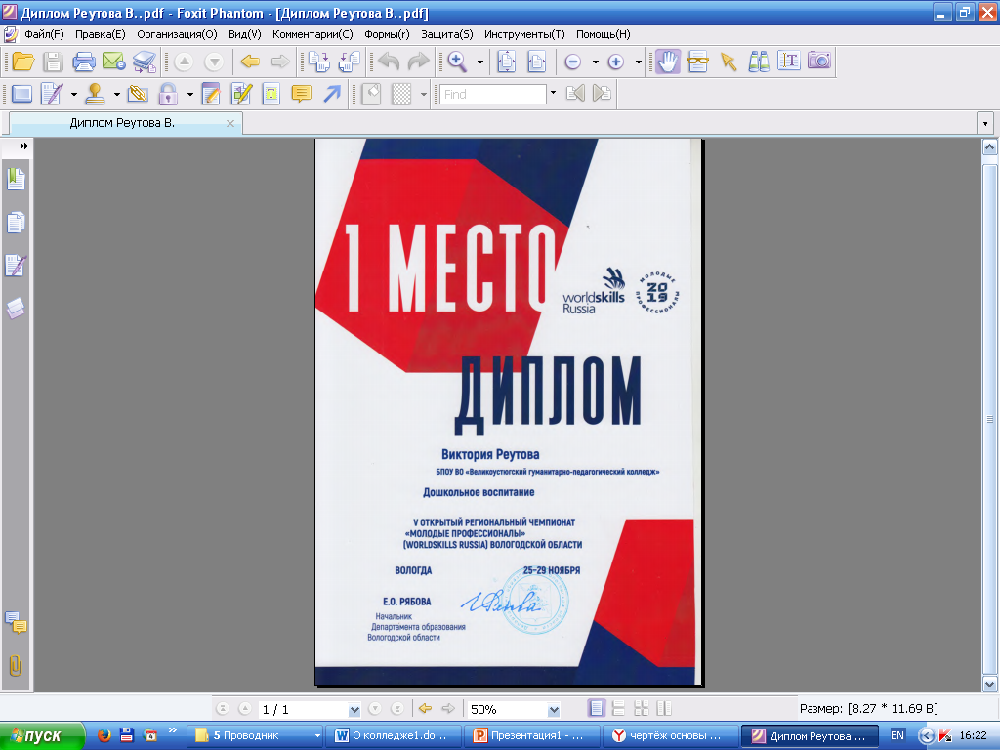 Диплом Реутова В..pdf - Foxit Phantom - [Диплом Реутова В..pdf]
Файл(F) Правка(E) Организация(O) Вид(V) Комментарии(C) Формы(r) Защита(S) Инструменты(T) Помощь(H)
Find
Диплом Реутова В.
1 МЕСТО
worldskills
Russia
МОЛОДЫЕ
2019
ПРОФЕССИОНАЛЫ
ДИПЛОМ
Виктория Реутова
БПОУ ВО «Великоустюгский гуманитарно-педагогический колледж»
Дошкольное воспитание
V ОТКРЫТЫЙ РЕГИОНАЛЬНЫЙ ЧЕМПИОНАТ
«МОЛОДЫЕ ПРОФЕССИОНАЛЫ»
(WORLDSKILLS RUSSIA) ВОЛОГОДСКОЙ ОБЛАСТИ
ВОЛОГДА 25-29 НОЯБРЯ
Е.О. РЯБОВА
Начальник
Департамента образования
Вологодской области
1 / 1 50% Размер: [8.27 * 11.69 В]
пуск 5 Проводник О колледже1.do... Презентация1 - ... чертёж основы ... Диплом Реутова ... EN 16:22